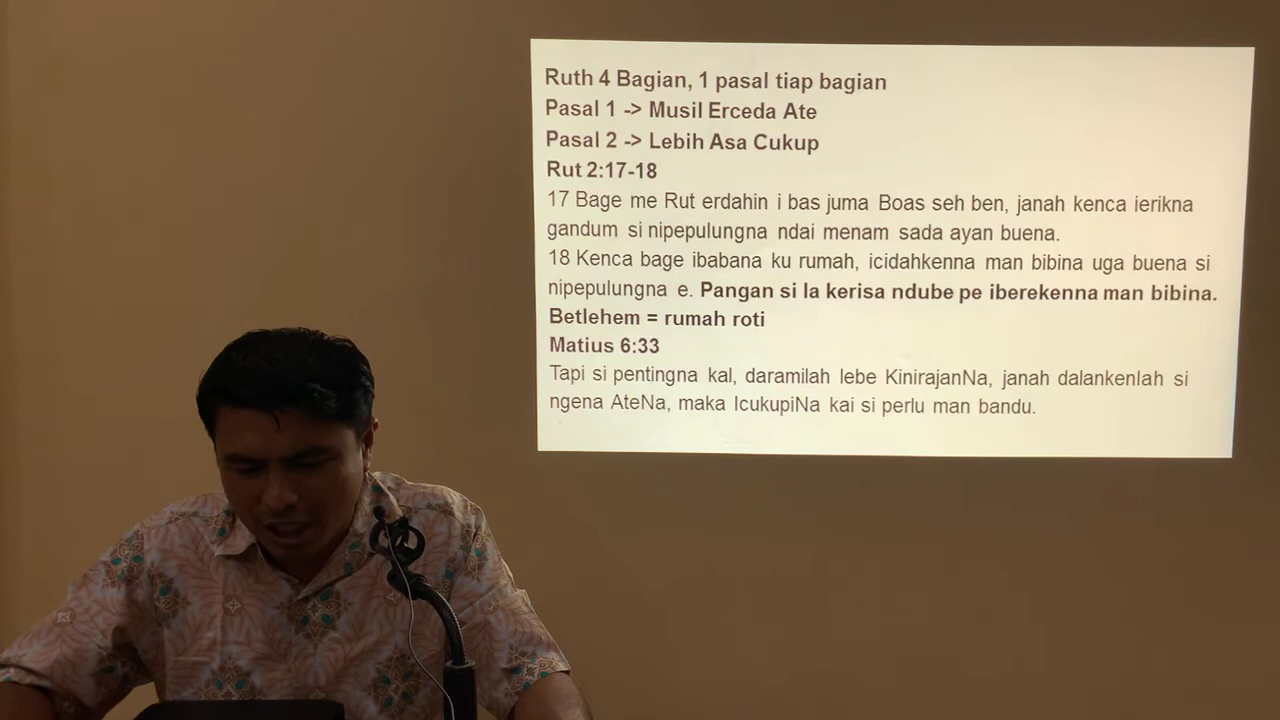 Ruth 4 Bagian, 1 pasal tiap bagian
Pasal 1 -> Musil Erceda Ate
Pasal 2 -> Lebih Asa Cukup
Rut 2:17-18
17 Bage me Rut erdahin i bas juma Boas seh ben, janah kenca ierikna
gandum si nipepulungna ndai menam sada ayan buena.
18 Kenca bage ibabana ku rumah, icidahkenna man bibina uga buena si
nipepulungna e. Pangan si la kerisa ndube pe iberekenna man bibina.
Betlehem = rumah roti
Matius 6:33
Tapi si pentingna kal, daramilah lebe KinirajanNa, janah dalankenlah si
ngena AteNa, maka IcukupiNa kai si perlu man bandu.